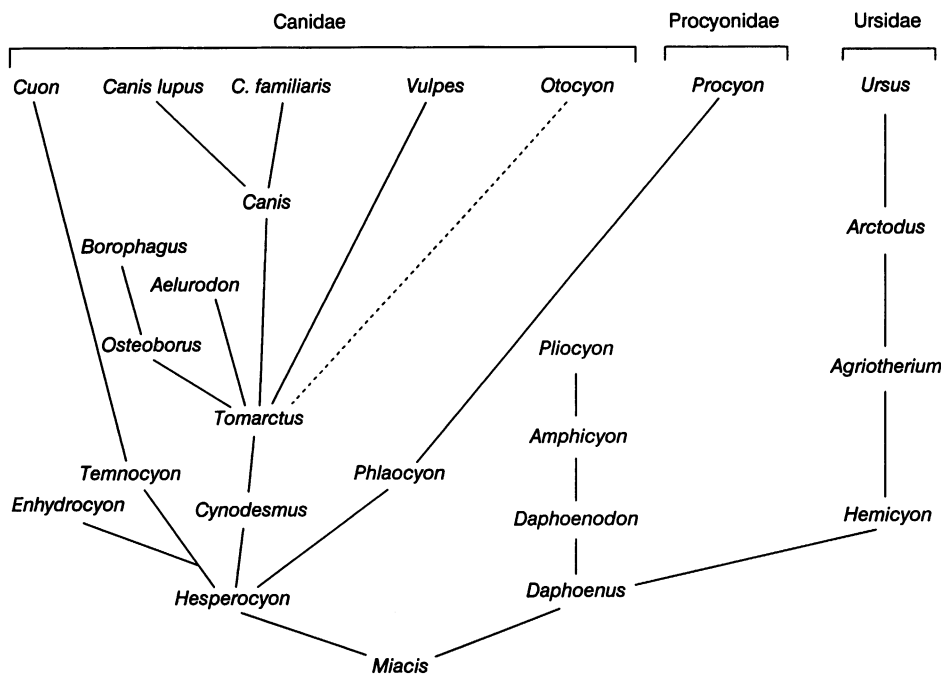 Canidae Procyonidae Ursidae
Cuon Canis lupus C. familiaris Vulpes Otocyon Procyon Ursus
Canis
Arctodus
Borophagus
Aelurodon
Osteoborus
Pliocyon
Agriotherium
Tomarctus
Amphicyon
Temnocyon Phlaocyon
Enhydrocyon
Cynodesmus
Daphoenodon
Hemicyon
Hesperocyon
Daphoenus
Miacis